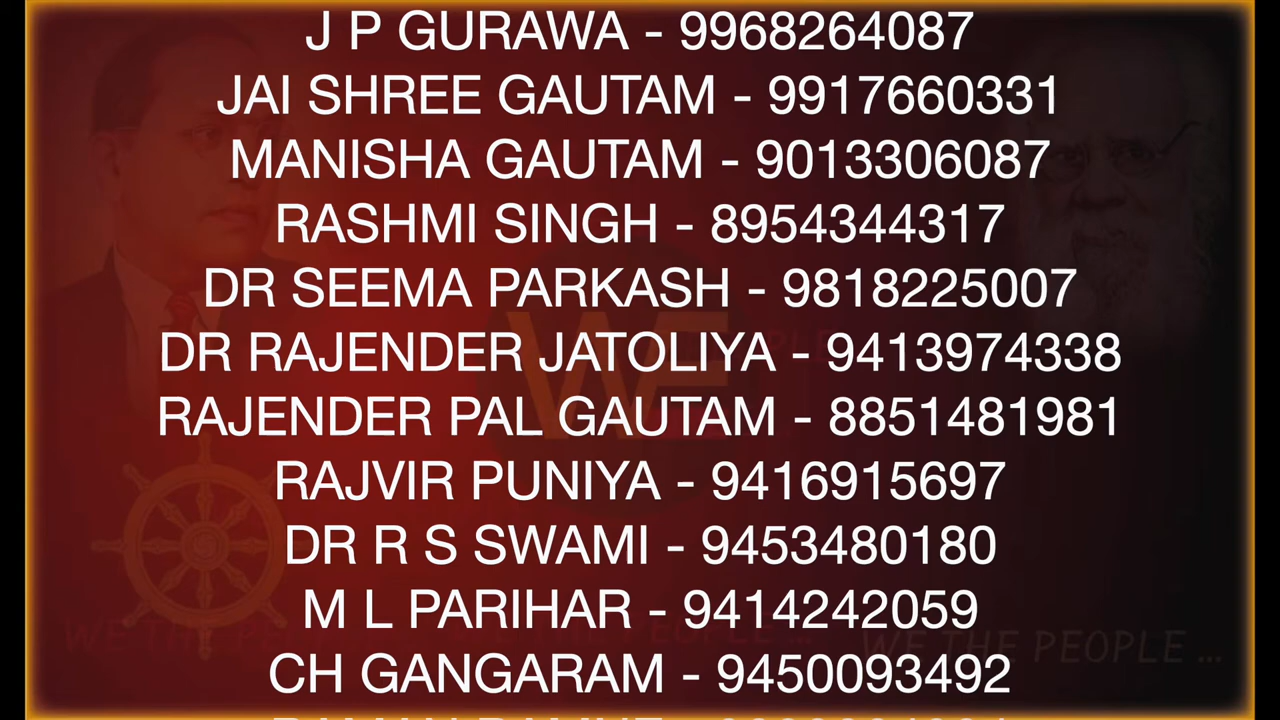 J P GURAWA - 9968264087
JAI SHREE GAUTAM - 9917660331
MANISHA GAUTAM - 9013306087
RASHMI SINGH - 8954344317
DR SEEMA PARKASH - 9818225007
DR RAJENDER JATOLIYA - 9413974338
RAJENDER PAL GAUTAM - 8851481981
RAJVIR PUNIYA - 9416915697
DR R S SWAMI - 9453480180
M L PARIHAR - 9414242059
WE THE PEOPLE ...
CH GANGARAM - 9450093492